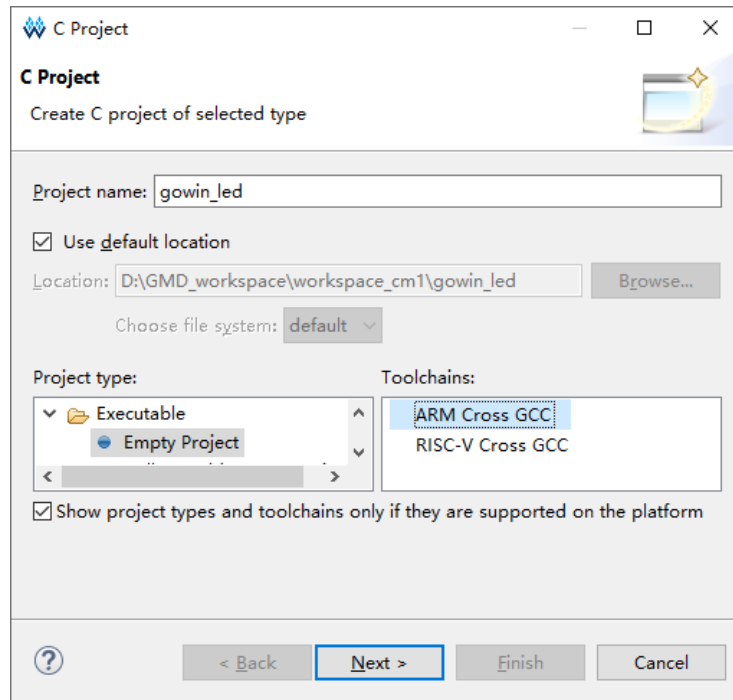 C Project
C Project
Create C project of selected type
Project name: gowin_led
Use default location
Location: D:\GMD_workspace\workspace_cm1\gowin_led Browse...
Choose file system: default
Project type: Toolchains:
Executable ARM Cross GCC
Empty Project RISC-V Cross GCC
Show project types and toolchains only if they are supported on the platform
< Back Next > Finish Cancel